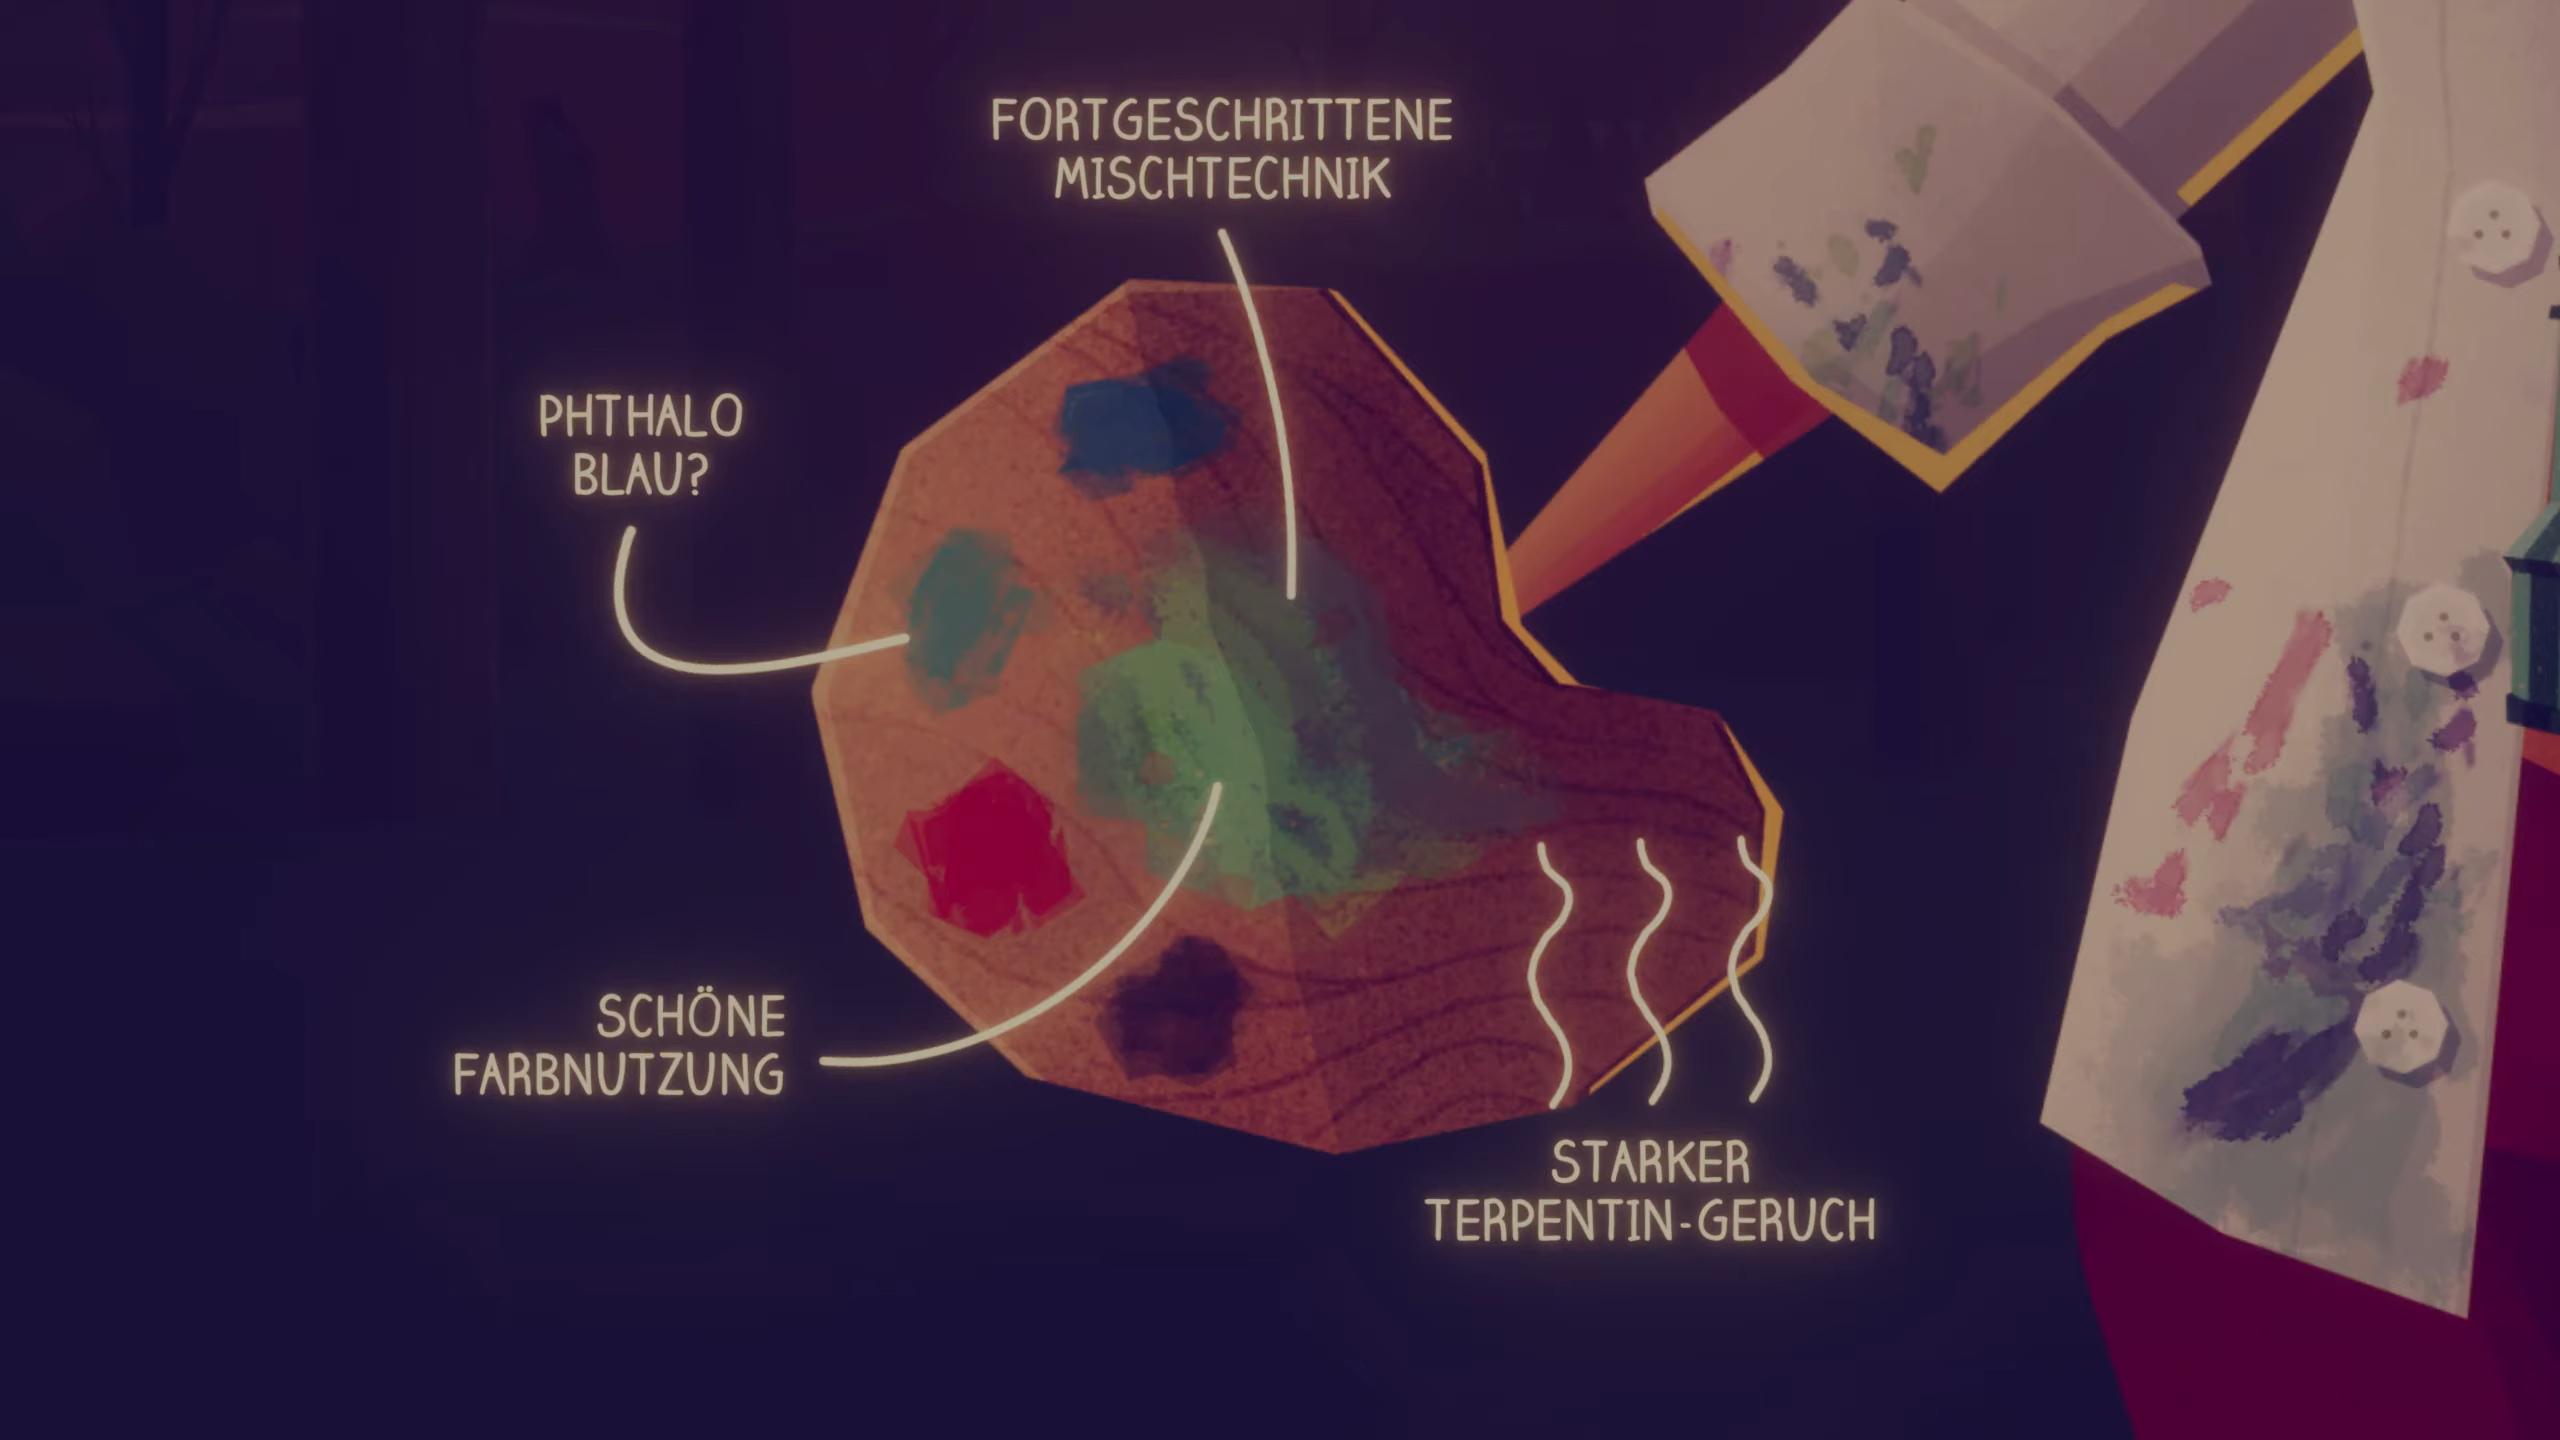 FORTGESCHRITTENE
MISCHTECHNIK
PHTHALO
BLAU?
SCHÖNE
FARBNUTZUNG
STARKER
TERPENTIN-GERUCH